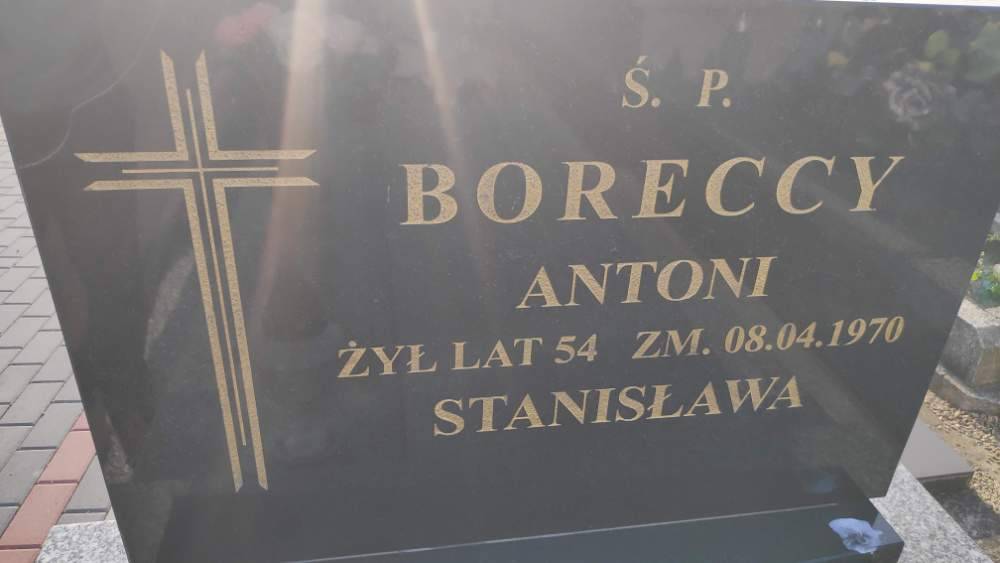 Ś. P.
BORECCY
ANTONI
ŻYŁ LAT 54 ZM. 08.04.1970
STANISŁAWA